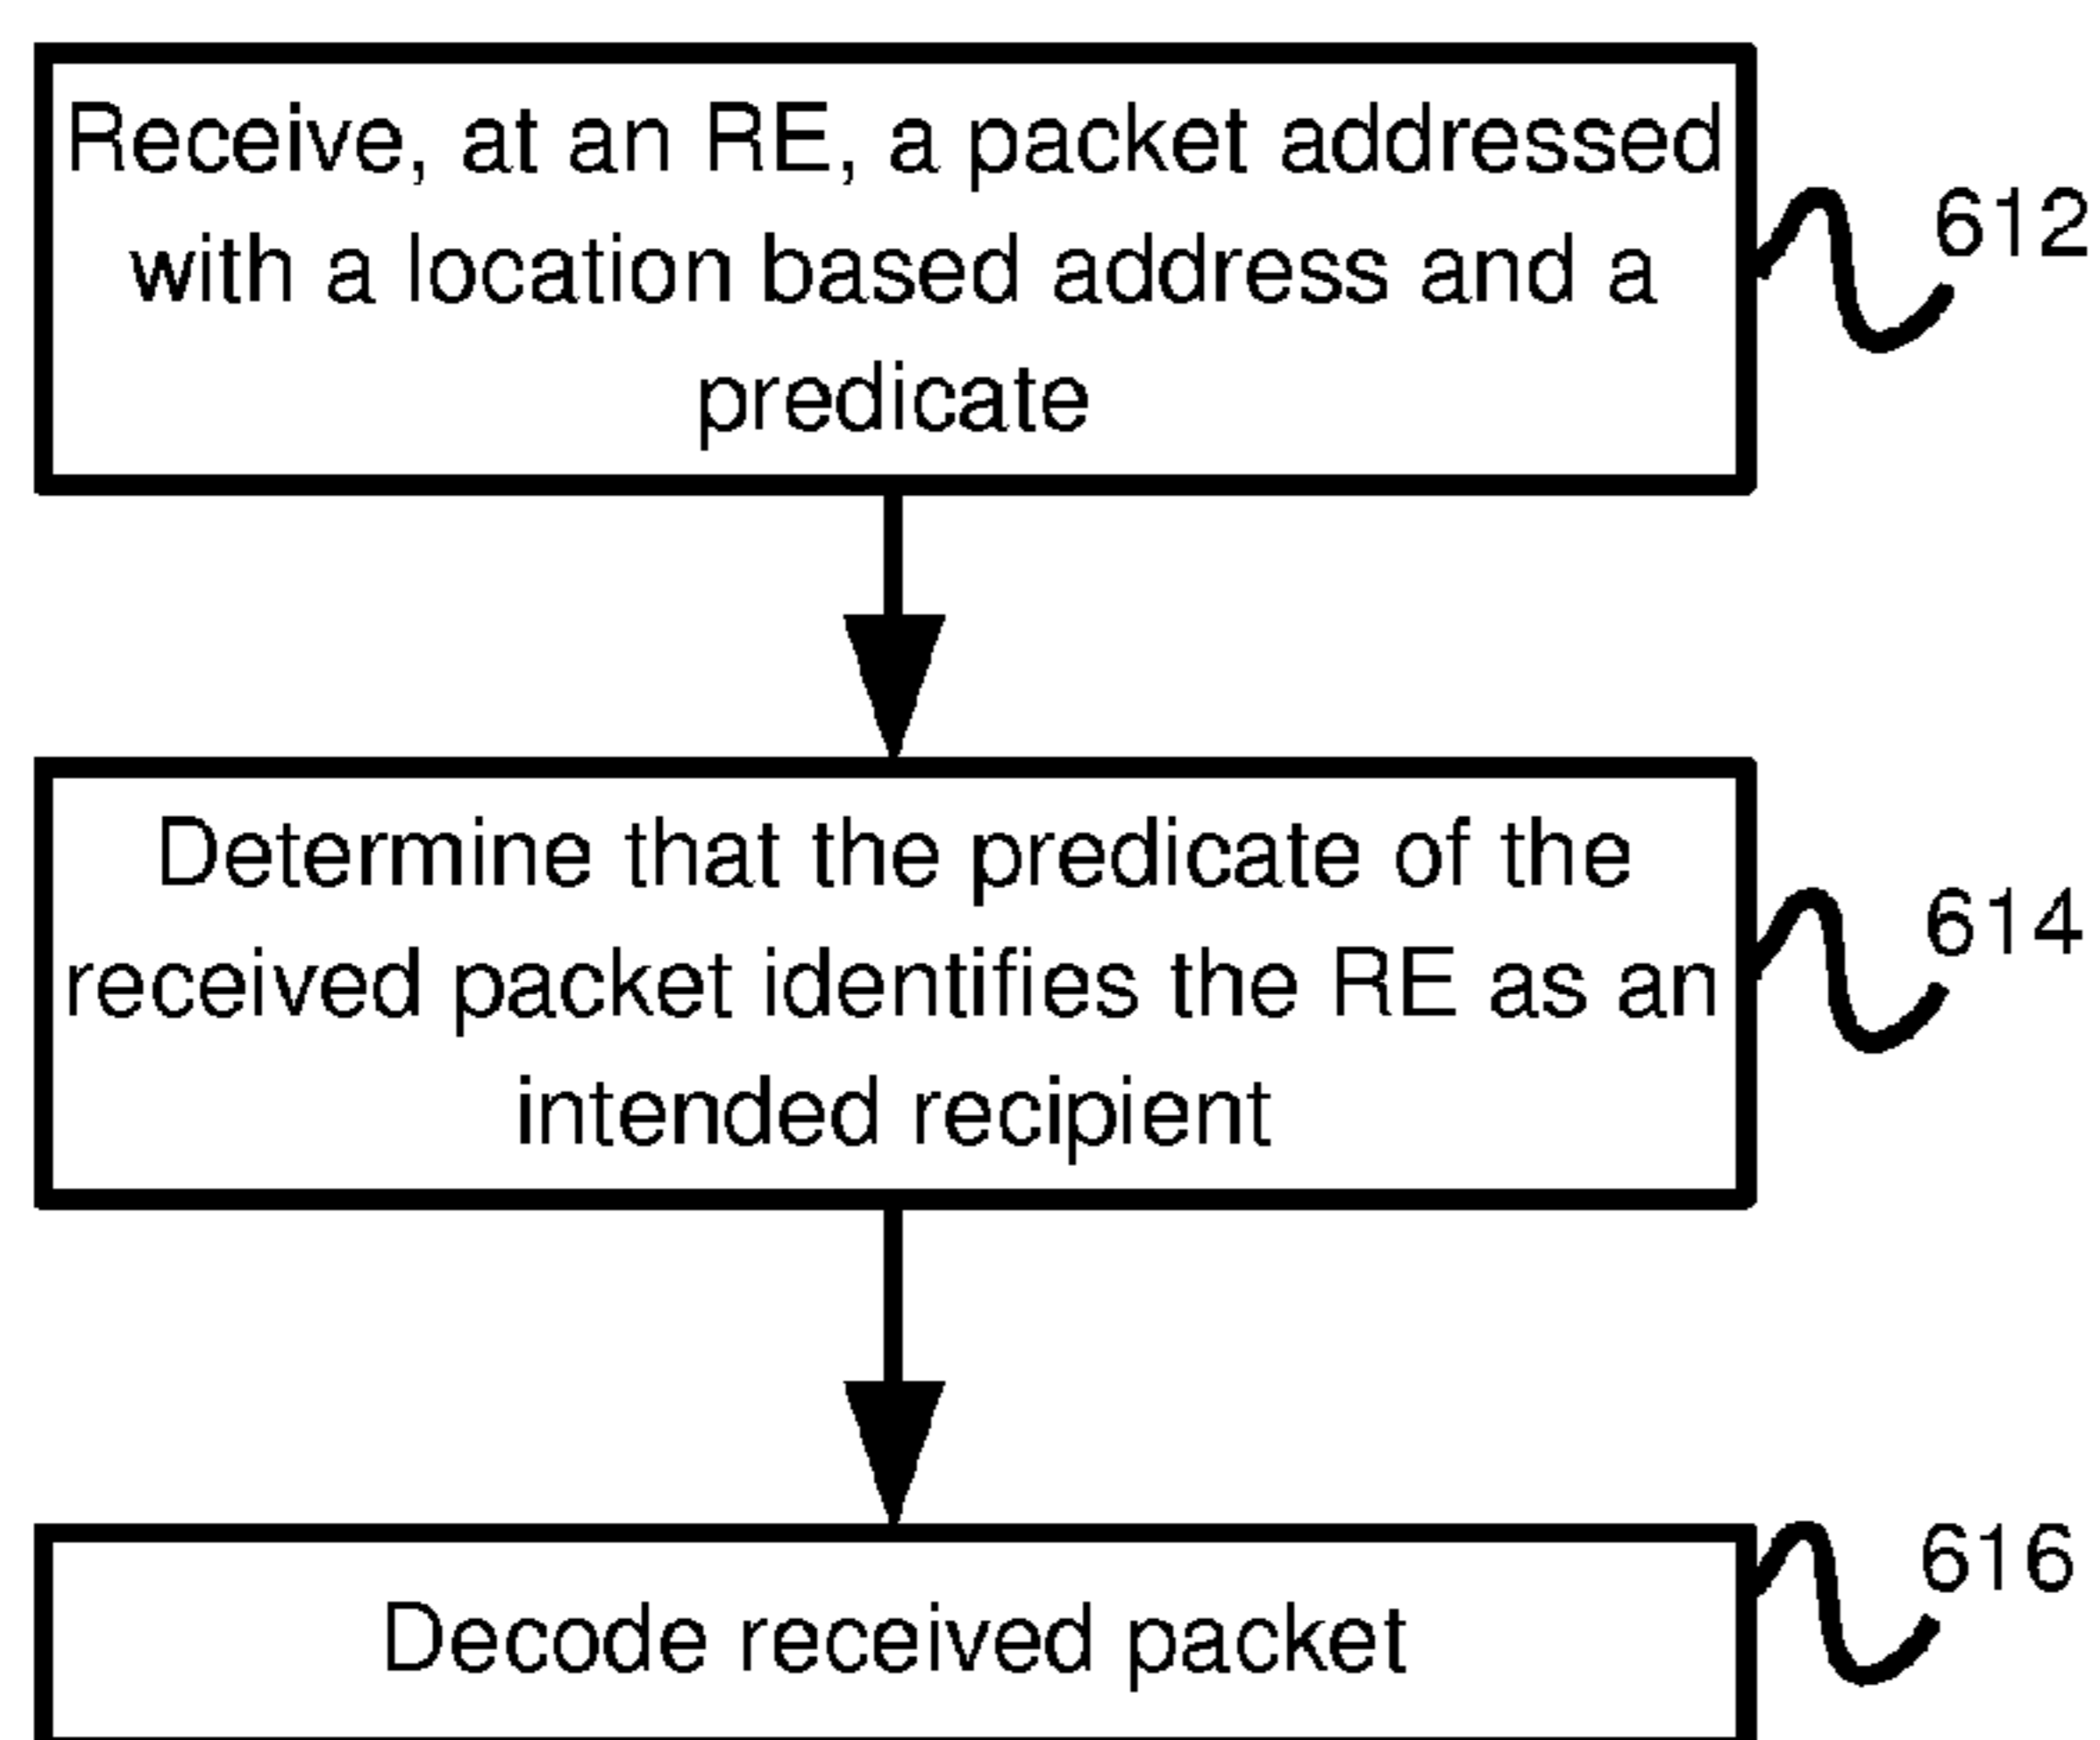 Receive, at an RE, a packet addressed
with a location based address and a
predicate
612
Determine that the predicate of the
received packet identifies the RE as an
intended recipient
614
Decode received packet
616